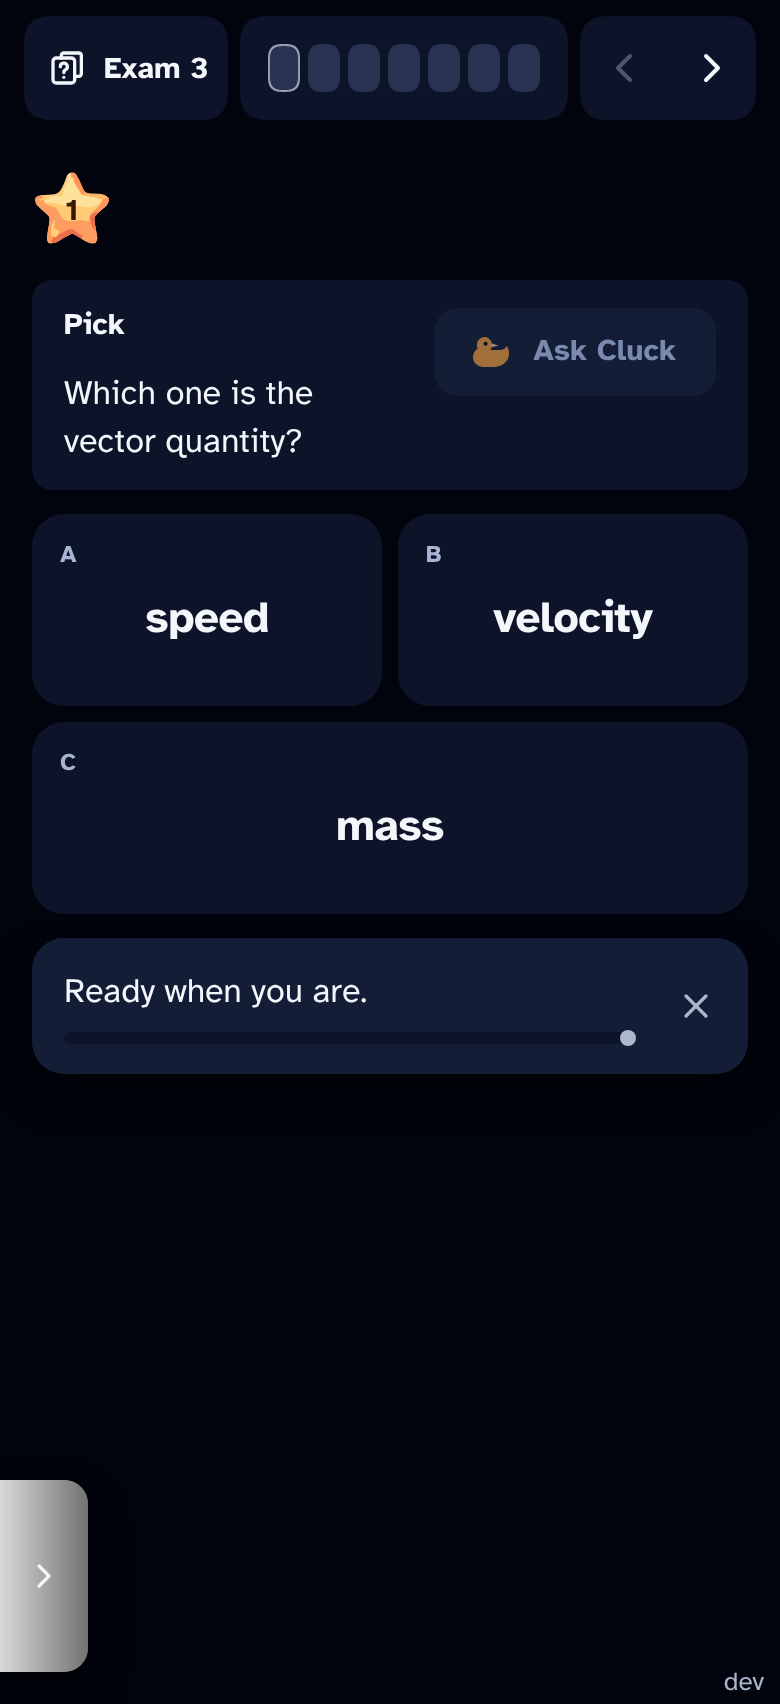 Exam 3
1
Pick
Ask Cluck
Which one is the
vector quantity?
A
speed
B
velocity
C
mass
Ready when you are.
dev